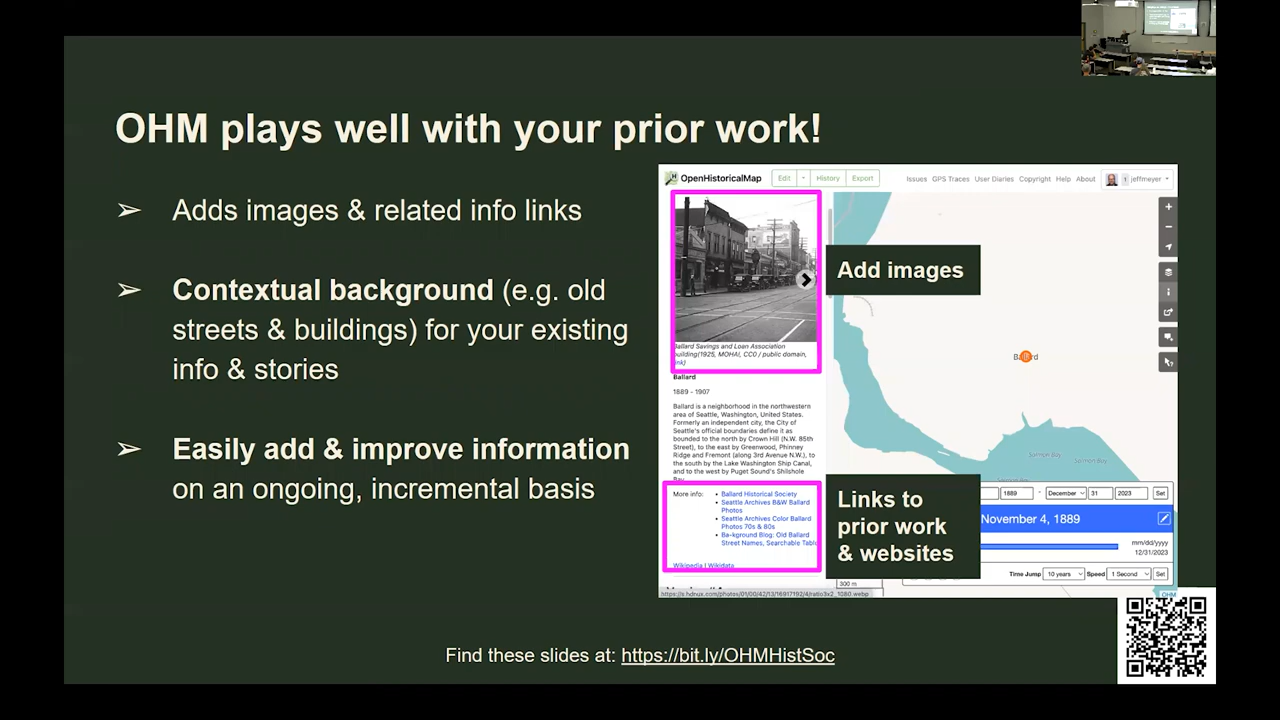 OHM plays well with your prior work!
➢ Adds images & related info links
➢ Contextual background (e.g. old
streets & buildings) for your existing
info & stories
➢ Easily add & improve information
on an ongoing, incremental basis
OpenHistoricalMap
Edit
History
Export
Issues GPS Traces User Diaries Copyright Help About
1 jeffmeyer
Add images
Ballard Savings and Loan Association
building(1925, MOHAI, CC0 / public domain,
link)
Ballard
1889 - 1907
Ballard is a neighborhood in the northwestern
area of Seattle, Washington, United States.
Formerly an independent city, the City of
Seattle's official boundaries define it as
bounded to the north by Crown Hill (N.W. 85th
Street), to the east by Greenwood, Phinney
Ridge and Fremont (along 3rd Avenue N.W.), to
the south by the Lake Washington Ship Canal,
and to the west by Puget Sound's Shilshole
Bay
More info:
• Ballard Historical Society
• Seattle Archives B&W Ballard
Photos
• Seattle Archives Color Ballard
Photos 70s & 80s
• Ba-kground Blog: Old Ballard
Street Names, Searchable Table
Wikipedia | Wikidata
Links to
prior work
& websites
Salmon Bay
Salmon Bay
1889 - December 31 2023 Set
November 4, 1889
mm/dd/yyyy
12/31/2023
Time Jump 10 years Speed 1 Second Set
300 m
OHM
Find these slides at: https://bit.ly/OHMHistSoc